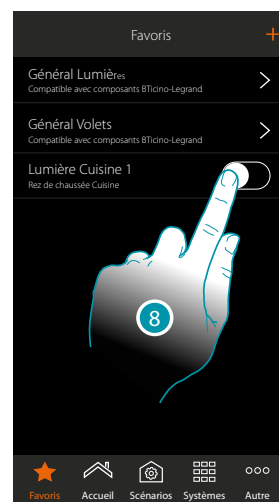 Favoris +
Général Lumières
Compatible avec composants BTicino-Legrand
Général Volets
Compatible avec composants BTicino-Legrand
Lumière Cuisine 1
Rez de chaussée Cuisine
8
Favoris Accueil Scénarios Systèmes Autre